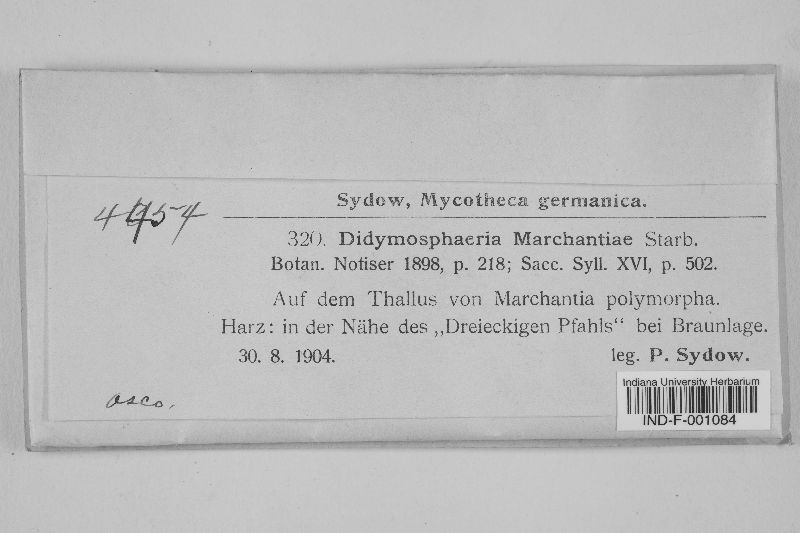 Sydow, Mycotheca germanica.
320. Didymosphaeria Marchantiae Starb.
Botan. Notiser 1898, p. 218; Sacc. Syll. XVI, p. 502.
Auf dem Thallus von Marchantia polymorpha.
Harz: in der Nähe des „Dreieckigen Pfahls“ bei Braunlage.
30. 8. 1904. leg. P. Sydow.
Indiana University Herbarium
IND-F-001084
asco.